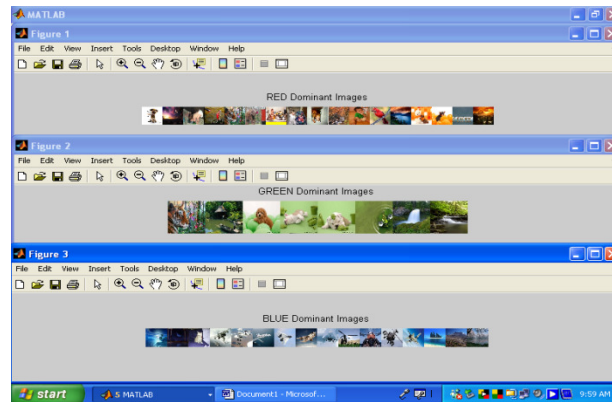 MATLAB
Figure 1
File Edit View Insert Tools Desktop Window Help
RED Dominant Images
Figure 2
File Edit View Insert Tools Desktop Window Help
GREEN Dominant Images
Figure 3
File Edit View Insert Tools Desktop Window Help
BLUE Dominant Images
start 5 MATLAB Document1 - Microsof... 9:59 AM